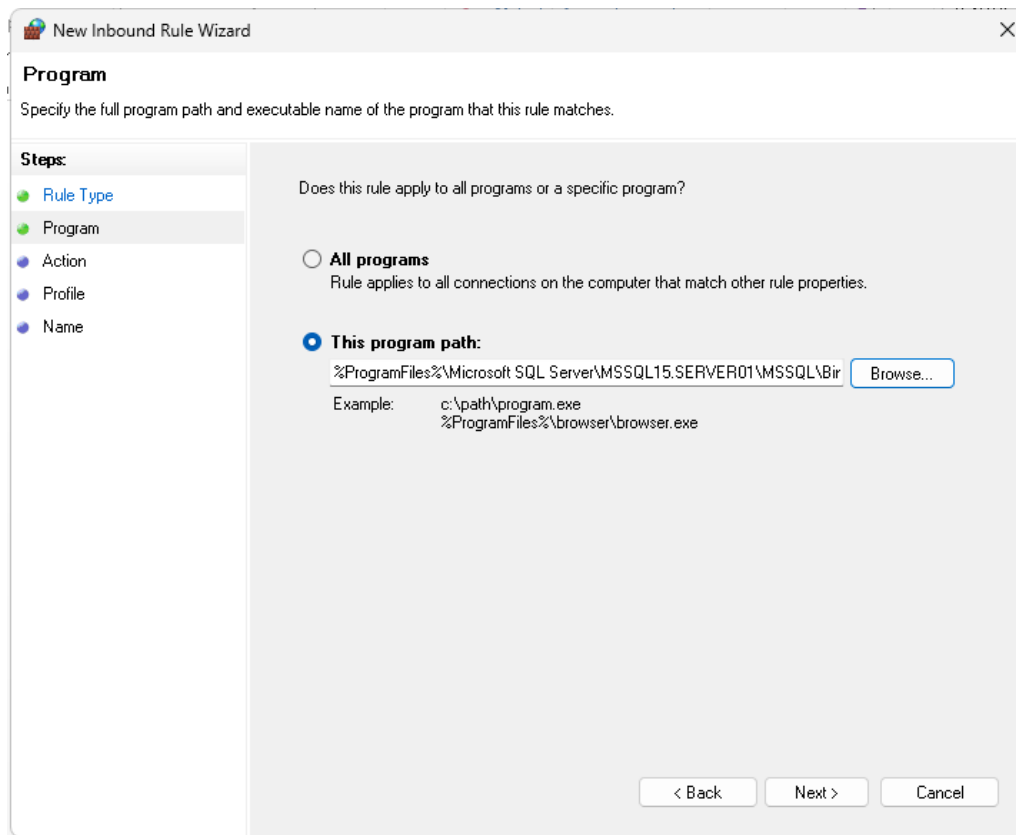 New Inbound Rule Wizard
Program
Specify the full program path and executable name of the program that this rule matches.
Steps:
Rule Type
Program
Action
Profile
Name
Does this rule apply to all programs or a specific program?
All programs
Rule applies to all connections on the computer that match other rule properties.
This program path:
%ProgramFiles%\Microsoft SQL Server\MSSQL15.SERVER01\MSSQL\Bin
Browse...
Example: c:\path\program.exe
%ProgramFiles%\browser\browser.exe
< Back Next > Cancel